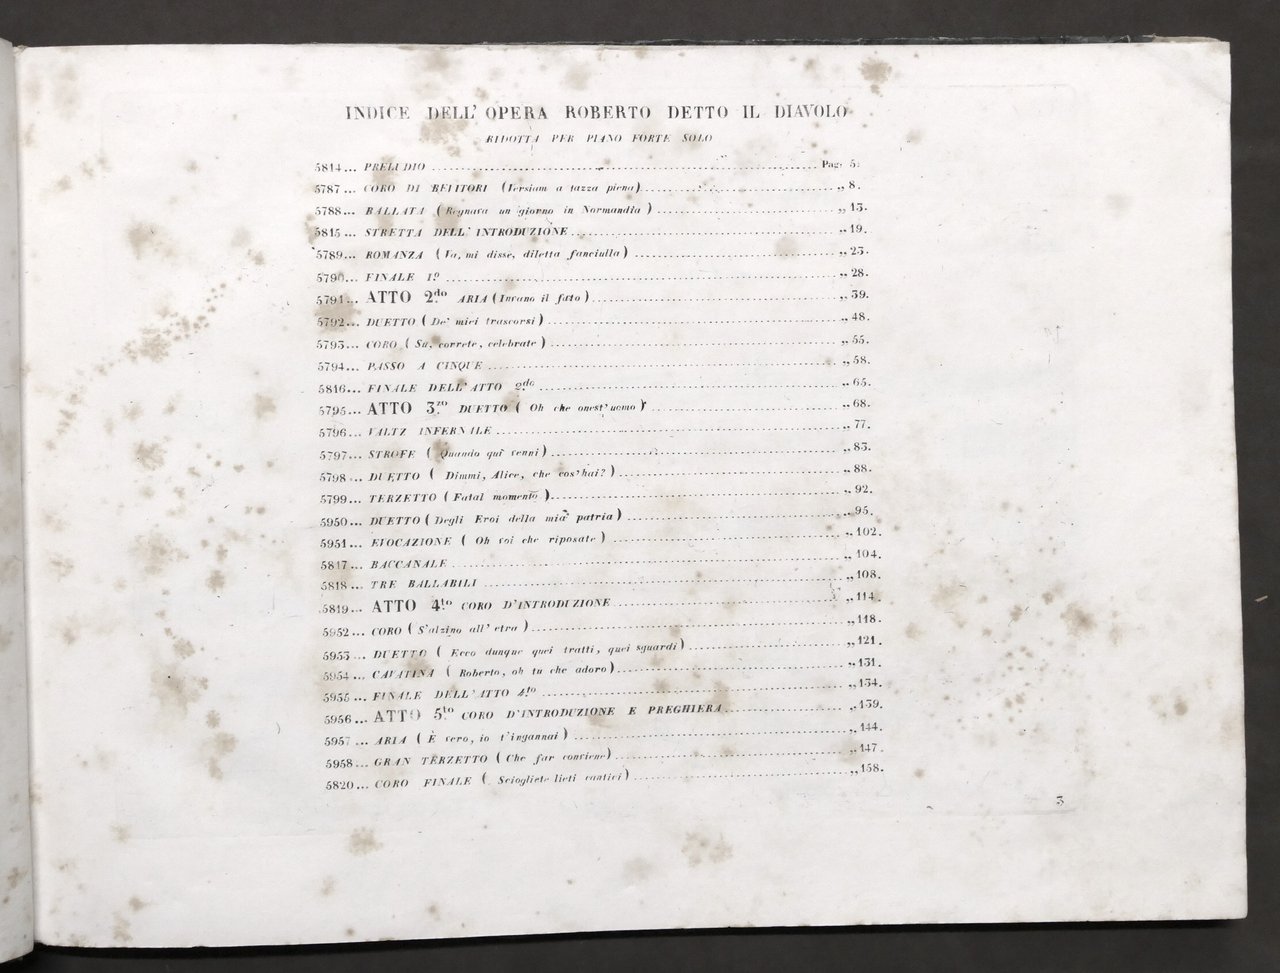 INDICE DELL' OPERA ROBERTO DETTO IL DIAVOLO
RIDOTTA PER PIANO FORTE SOLO
5814... PRELUDIO ........ Pag. 5.
5787... CORO DI BEVITORI (Versiam a tazza piena) ........ „ 8.
5788... BALLATA (Regnava un giorno in Normandia) ........ „ 13.
5815... STRETTA DELL' INTRODUZIONE ........ „ 19.
5789... ROMANZA (Va, mi disse, diletta fanciulla) ........ „ 23.
5790... FINALE 1º ........ „ 28.
5791... ATTO 2do ARIA (Invano il fato) ........ „ 39.
5792... DUETTO (De' miei trascorsi) ........ „ 48.
5793... CORO (Su, correte, celebrate) ........ „ 55.
5794... PASSO A CINQUE ........ „ 58.
5816... FINALE DELL' ATTO 2do ........ „ 65.
5795... ATTO 3zo DUETTO (Oh che onest' uomo) ........ „ 68.
5796... VALTZ INFERNALE ........ „ 77.
5797... STROFE (Quando qui venni) ........ „ 83.
5798... DUETTO (Dimmi, Alice, che cos'hai?) ........ „ 88.
5799... TERZETTO (Fatal momento) ........ „ 92.
5950... DUETTO (Degli Eroi della mia patria) ........ „ 95.
5951... EVOCAZIONE (Oh voi che riposate) ........ „ 102.
5817... BACCANALE ........ „ 104.
5818... TRE BALLABILI ........ „ 108.
5819... ATTO 4to CORO D'INTRODUZIONE ........ „ 114.
5952... CORO (S'alzino all' etra) ........ „ 118.
5953... DUETTO (Ecco dunque quei tratti, quei sguardi) ........ „ 121.
5954... CAVATINA (Roberto, oh tu che adoro) ........ „ 131.
5955... FINALE DELL' ATTO 4to ........ „ 134.
5956... ATTO 5to CORO D'INTRODUZIONE E PREGHIERA ........ „ 139.
5957... ARIA (È vero, io t'ingannai) ........ „ 144.
5958... GRAN TERZETTO (Che far conviene) ........ „ 147.
5820... CORO FINALE (Sciogliete lieti cantici) ........ „ 158.
3